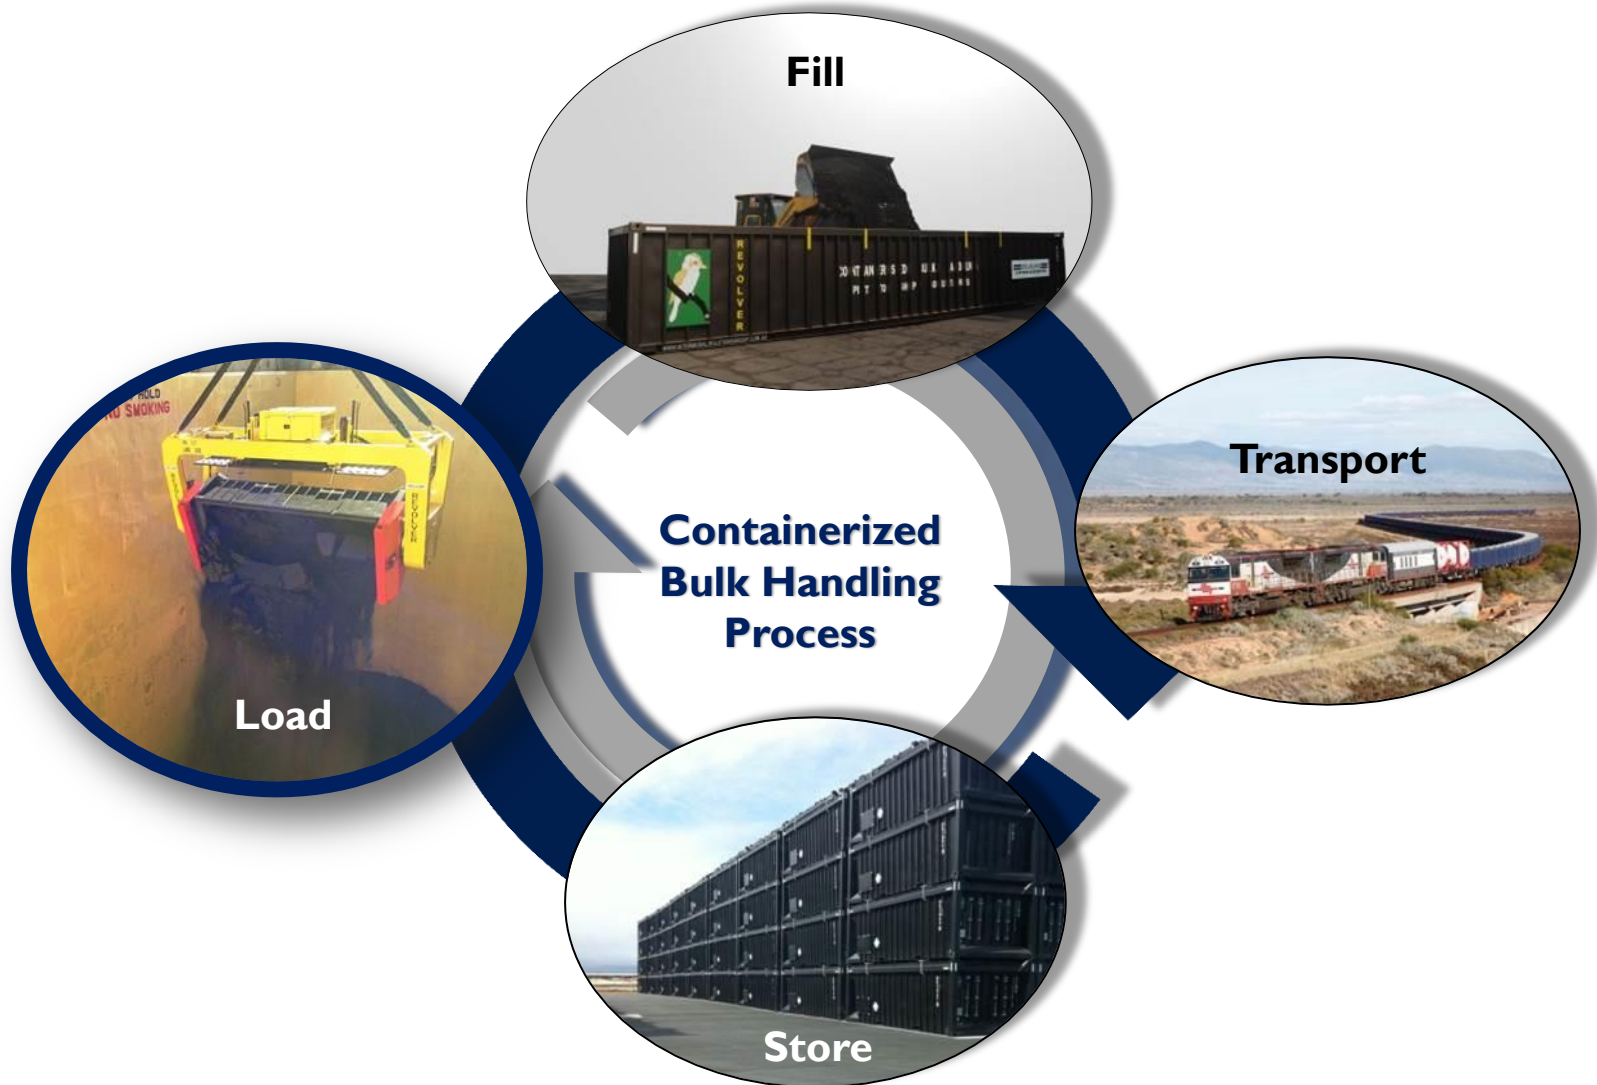 Fill
REVOLVER
Transport
HOLD
NO SMOKING
REVOLVER
Containerized
Bulk Handling
Process
Load
Store